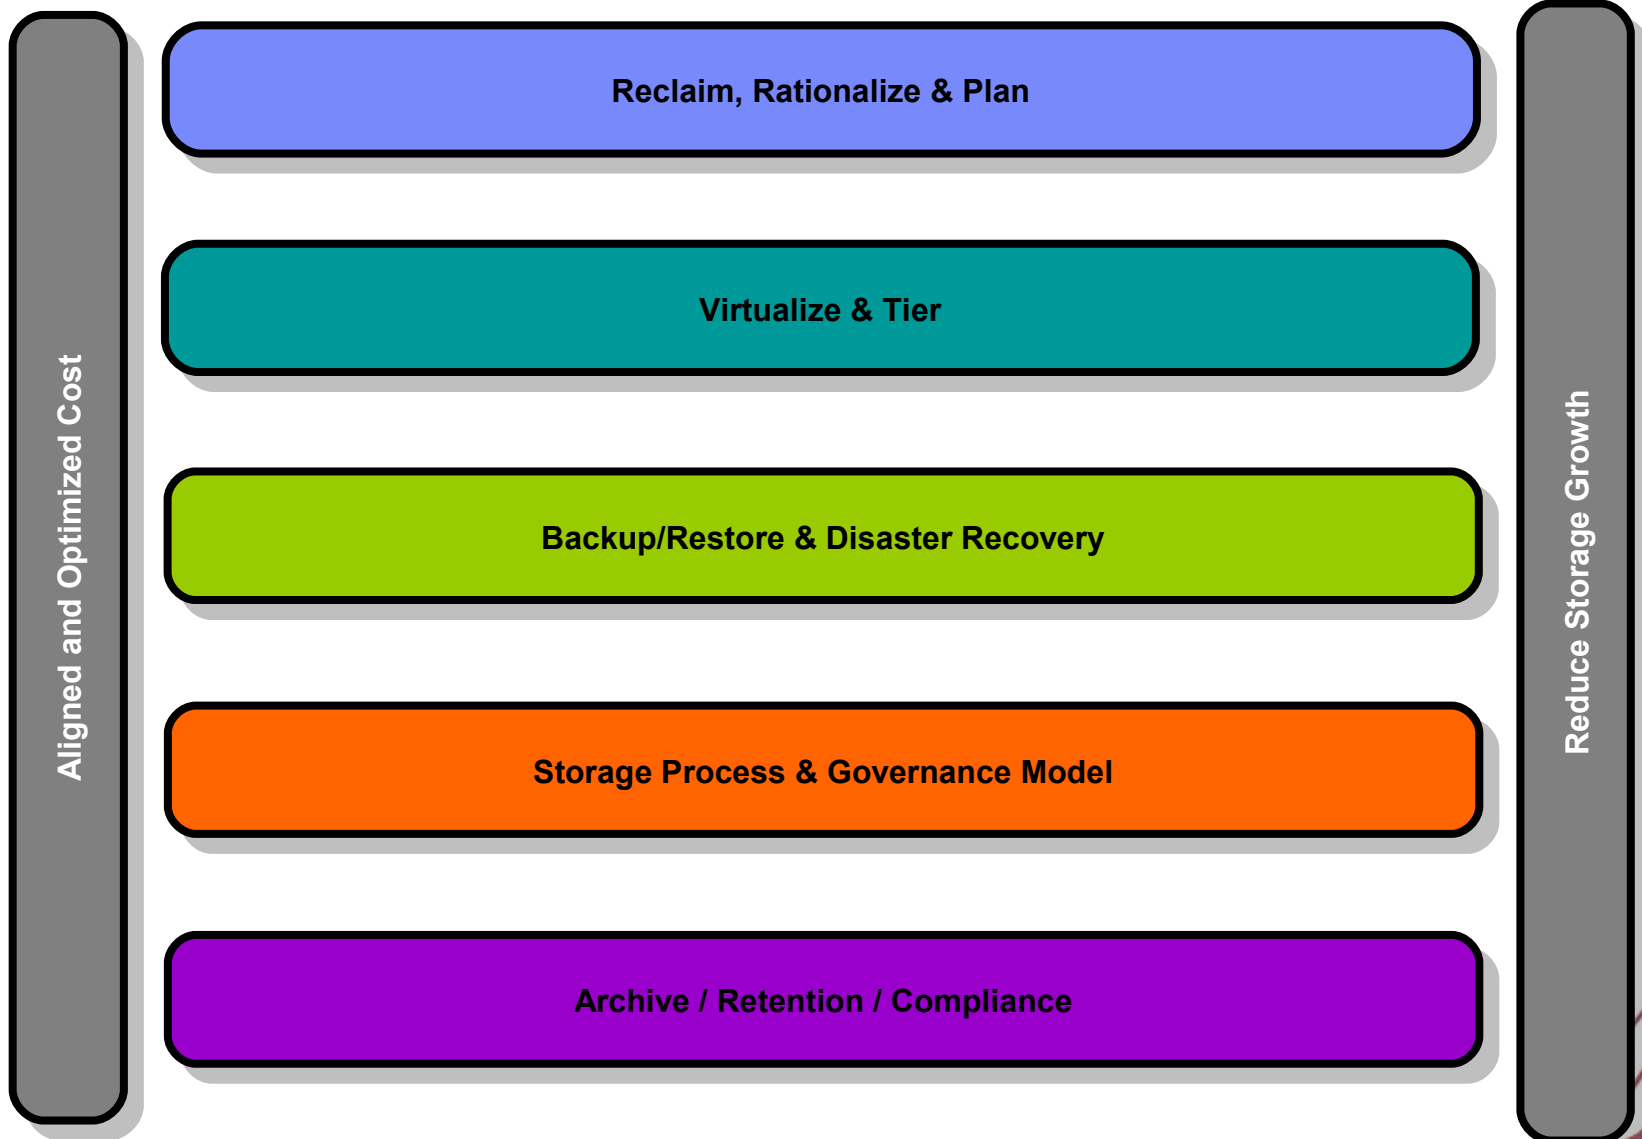 Aligned and Optimized Cost
Reclaim, Rationalize & Plan
Virtualize & Tier
Backup/Restore & Disaster Recovery
Storage Process & Governance Model
Archive / Retention / Compliance
Reduce Storage Growth